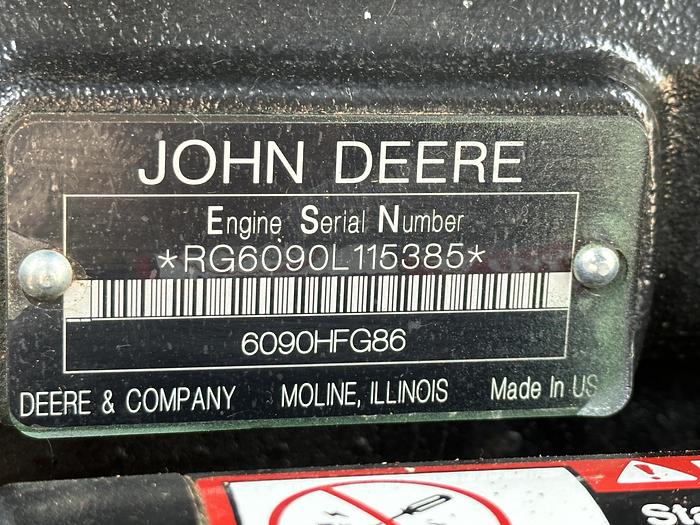 JOHN DEERE
Engine Serial Number
*RG6090L115385*
6090HFG86
DEERE & COMPANY MOLINE, ILLINOIS Made In US